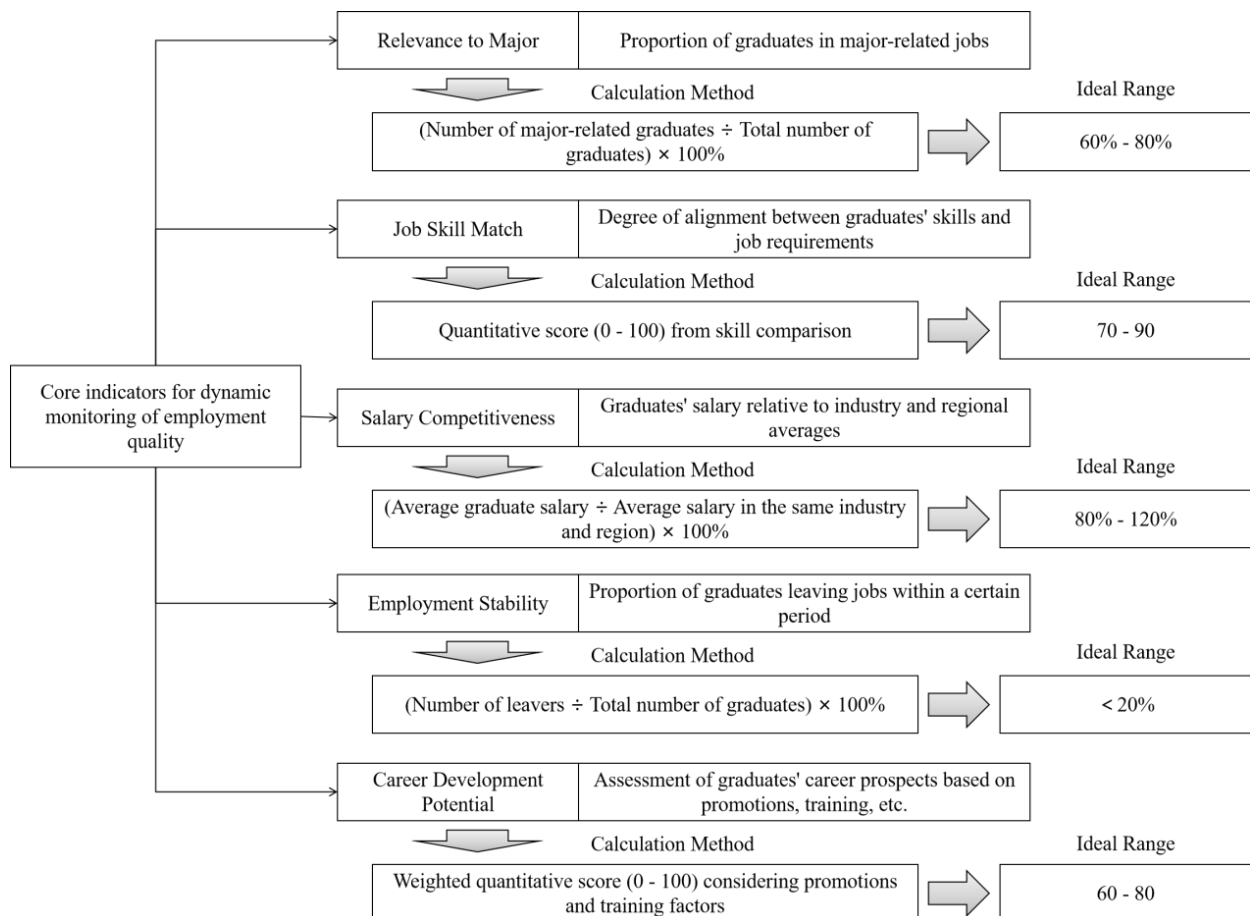 Relevance to Major
Proportion of graduates in major-related jobs
Calculation Method
Ideal Range
(Number of major-related graduates ÷ Total number of
graduates) × 100%
60% - 80%
Job Skill Match
Degree of alignment between graduates' skills and
job requirements
Calculation Method
Ideal Range
Quantitative score (0 - 100) from skill comparison
70 - 90
Core indicators for dynamic
monitoring of employment
quality
Salary Competitiveness
Graduates' salary relative to industry and regional
averages
Calculation Method
Ideal Range
(Average graduate salary ÷ Average salary in the same industry
and region) × 100%
80% - 120%
Employment Stability
Proportion of graduates leaving jobs within a certain
period
Calculation Method
Ideal Range
(Number of leavers ÷ Total number of graduates) × 100%
< 20%
Career Development
Potential
Assessment of graduates' career prospects based on
promotions, training, etc.
Calculation Method
Ideal Range
Weighted quantitative score (0 - 100) considering promotions
and training factors
60 - 80